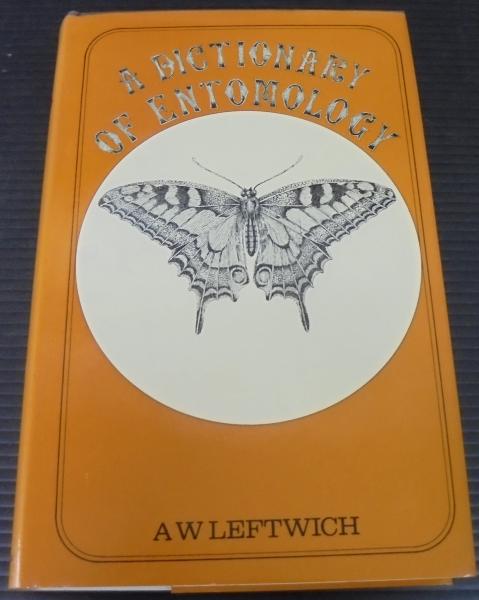 A DICTIONARY
OF ENTOMOLOGY
A W LEFTWICH